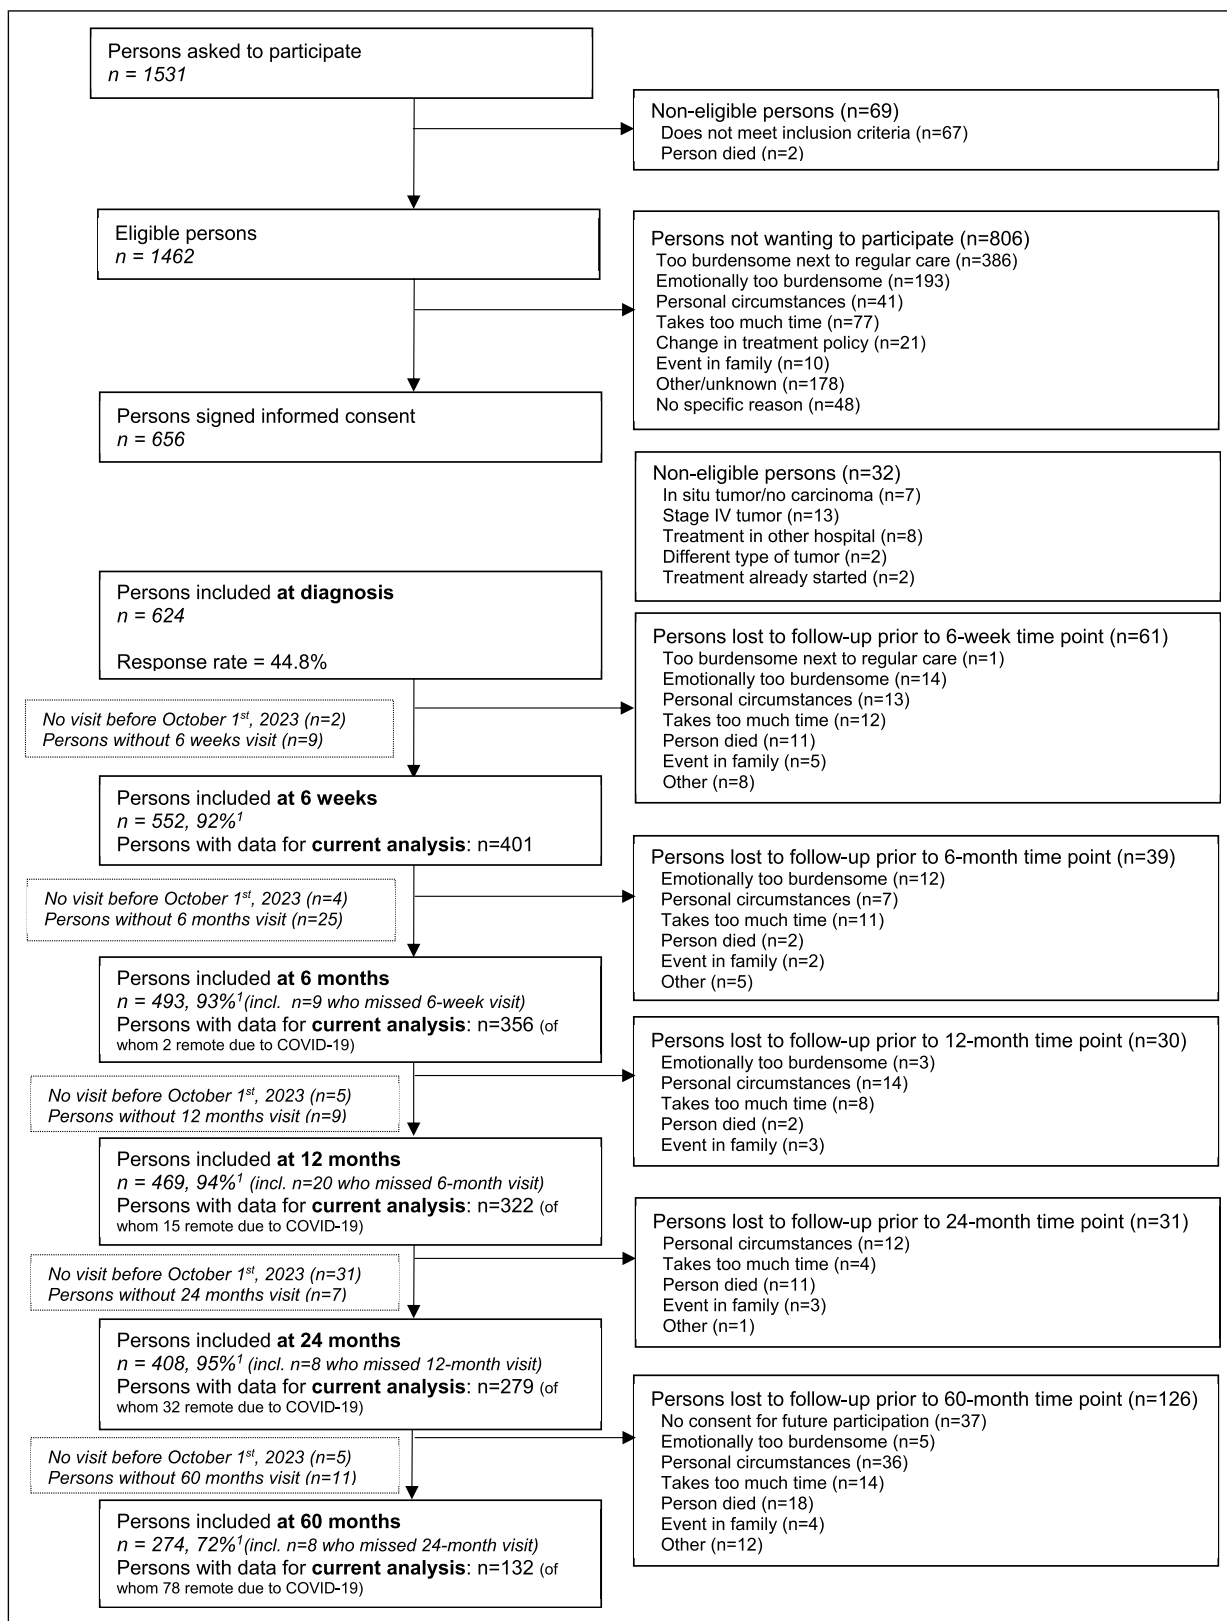 Persons asked to participate
n = 1531
Non-eligible persons (n=69)
Does not meet inclusion criteria (n=67)
Person died (n=2)
Eligible persons
n = 1462
Persons not wanting to participate (n=806)
Too burdensome next to regular care (n=386)
Emotionally too burdensome (n=193)
Personal circumstances (n=41)
Takes too much time (n=77)
Change in treatment policy (n=21)
Event in family (n=10)
Other/unknown (n=178)
No specific reason (n=48)
Persons signed informed consent
n = 656
Non-eligible persons (n=32)
In situ tumor/no carcinoma (n=7)
Stage IV tumor (n=13)
Treatment in other hospital (n=8)
Different type of tumor (n=2)
Treatment already started (n=2)
Persons included at diagnosis
n = 624
Response rate = 44.8%
Persons lost to follow-up prior to 6-week time point (n=61)
Too burdensome next to regular care (n=1)
Emotionally too burdensome (n=14)
Personal circumstances (n=13)
Takes too much time (n=12)
Person died (n=11)
Event in family (n=5)
Other (n=8)
No visit before October 1st, 2023 (n=2)
Persons without 6 weeks visit (n=9)
Persons included at 6 weeks
n = 552, 92%1
Persons with data for current analysis: n=401
Persons lost to follow-up prior to 6-month time point (n=39)
Emotionally too burdensome (n=12)
Personal circumstances (n=7)
Takes too much time (n=11)
Person died (n=2)
Event in family (n=2)
Other (n=5)
No visit before October 1st, 2023 (n=4)
Persons without 6 months visit (n=25)
Persons included at 6 months
n = 493, 93%1 (incl. n=9 who missed 6-week visit)
Persons with data for current analysis: n=356 (of
whom 2 remote due to COVID-19)
Persons lost to follow-up prior to 12-month time point (n=30)
Emotionally too burdensome (n=3)
Personal circumstances (n=14)
Takes too much time (n=8)
Person died (n=2)
Event in family (n=3)
No visit before October 1st, 2023 (n=5)
Persons without 12 months visit (n=9)
Persons included at 12 months
n = 469, 94%1 (incl. n=20 who missed 6-month visit)
Persons with data for current analysis: n=322 (of
whom 15 remote due to COVID-19)
Persons lost to follow-up prior to 24-month time point (n=31)
Personal circumstances (n=12)
Takes too much time (n=4)
Person died (n=11)
Event in family (n=3)
Other (n=1)
No visit before October 1st, 2023 (n=31)
Persons without 24 months visit (n=7)
Persons included at 24 months
n = 408, 95%1 (incl. n=8 who missed 12-month visit)
Persons with data for current analysis: n=279 (of
whom 32 remote due to COVID-19)
Persons lost to follow-up prior to 60-month time point (n=126)
No consent for future participation (n=37)
Emotionally too burdensome (n=5)
Personal circumstances (n=36)
Takes too much time (n=14)
Person died (n=18)
Event in family (n=4)
Other (n=12)
No visit before October 1st, 2023 (n=5)
Persons without 60 months visit (n=11)
Persons included at 60 months
n = 274, 72%1 (incl. n=8 who missed 24-month visit)
Persons with data for current analysis: n=132 (of
whom 78 remote due to COVID-19)